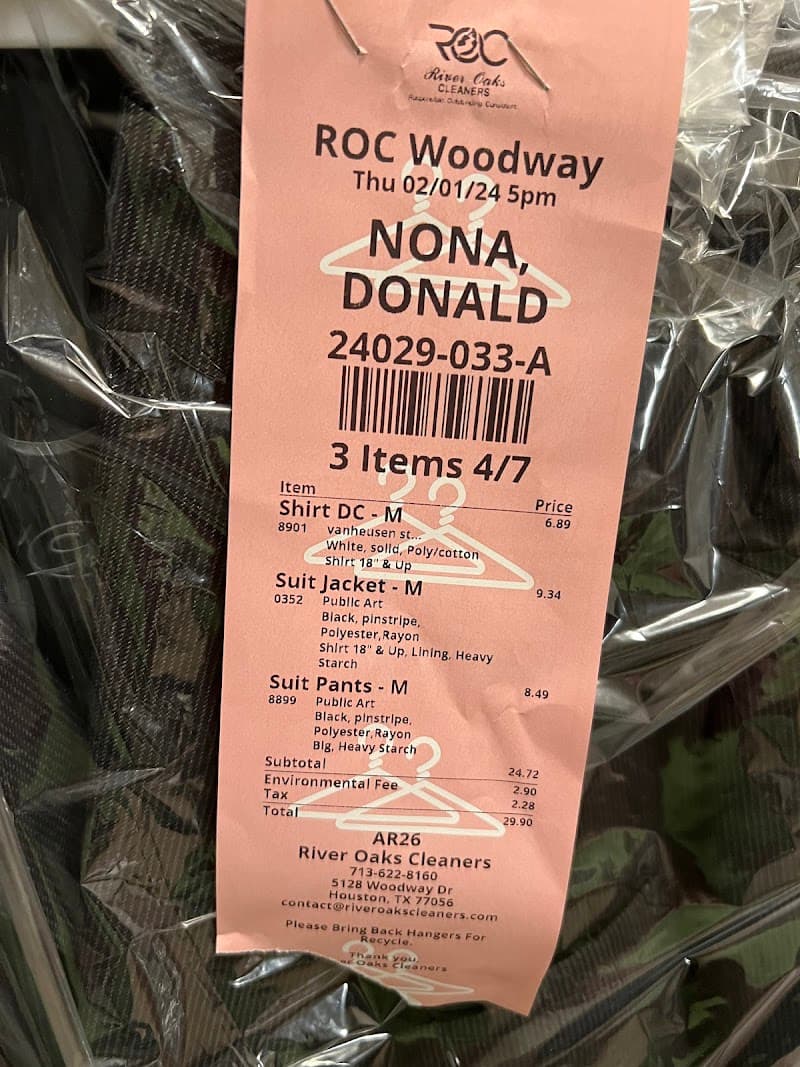 ROC
River Oaks
CLEANERS
ROC Woodway
Thu 02/01/24 5pm
NONA,
DONALD
24029-033-A
3 Items 4/7
Item Price
Shirt DC - M 6.89
8901 vanheusen st...
White, solid, Poly/cotton
Shirt 18" & Up
Suit Jacket - M 9.34
0352 Public Art
Black, pinstripe,
Polyester,Rayon
Shirt 18" & Up, Lining, Heavy
Starch
Suit Pants - M 8.49
8899 Public Art
Black, pinstripe,
Polyester,Rayon
Big, Heavy Starch
Subtotal 24.72
Environmental Fee 2.90
Tax 2.28
Total 29.90
AR26
River Oaks Cleaners
713-622-8160
5128 Woodway Dr
Houston, TX 77056
contact@riveroakscleaners.com
Please Bring Back Hangers For
Recycle.
Thank you,
er Oaks Cleaners